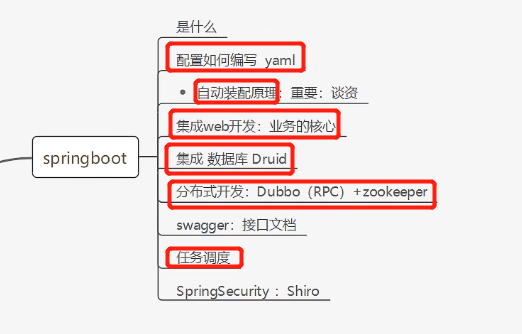 是什么
配置如何编写 yaml
自动装配原理：重要：谈资
集成web开发：业务的核心
springboot
集成 数据库 Druid
分布式开发：Dubbo（RPC）+zookeeper
swagger：接口文档
任务调度
SpringSecurity ：Shiro